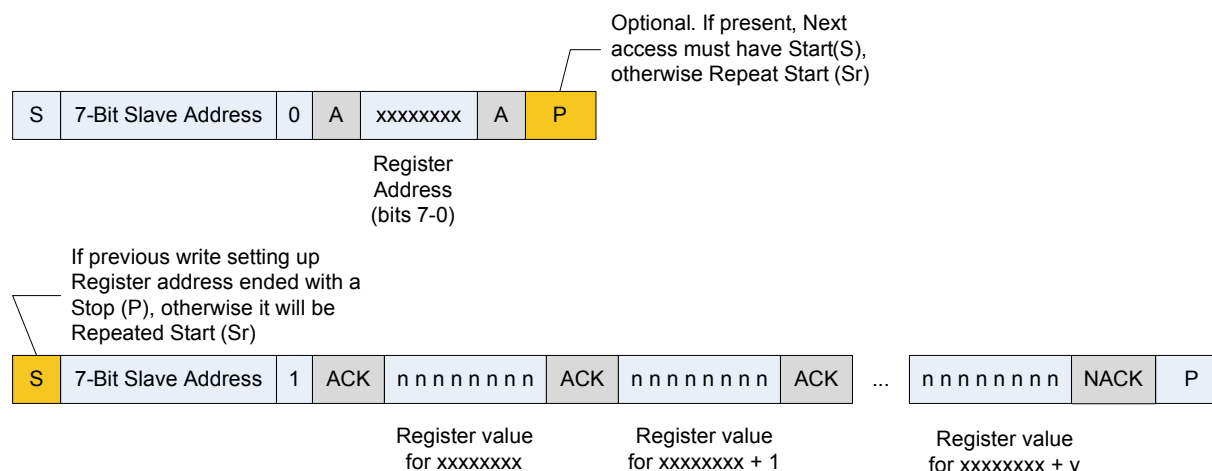 Optional. If present, Next
access must have Start(S),
otherwise Repeat Start (Sr)
S 7-Bit Slave Address 0 A xxxxxxxx A P
Register
Address
(bits 7-0)
If previous write setting up
Register address ended with a
Stop (P), otherwise it will be
Repeated Start (Sr)
S 7-Bit Slave Address 1 ACK n n n n n n n n ACK n n n n n n n n ACK ... n n n n n n n n NACK P
Register value
for xxxxxxxx
Register value
for xxxxxxxx + 1
Register value
for xxxxxxxx + y